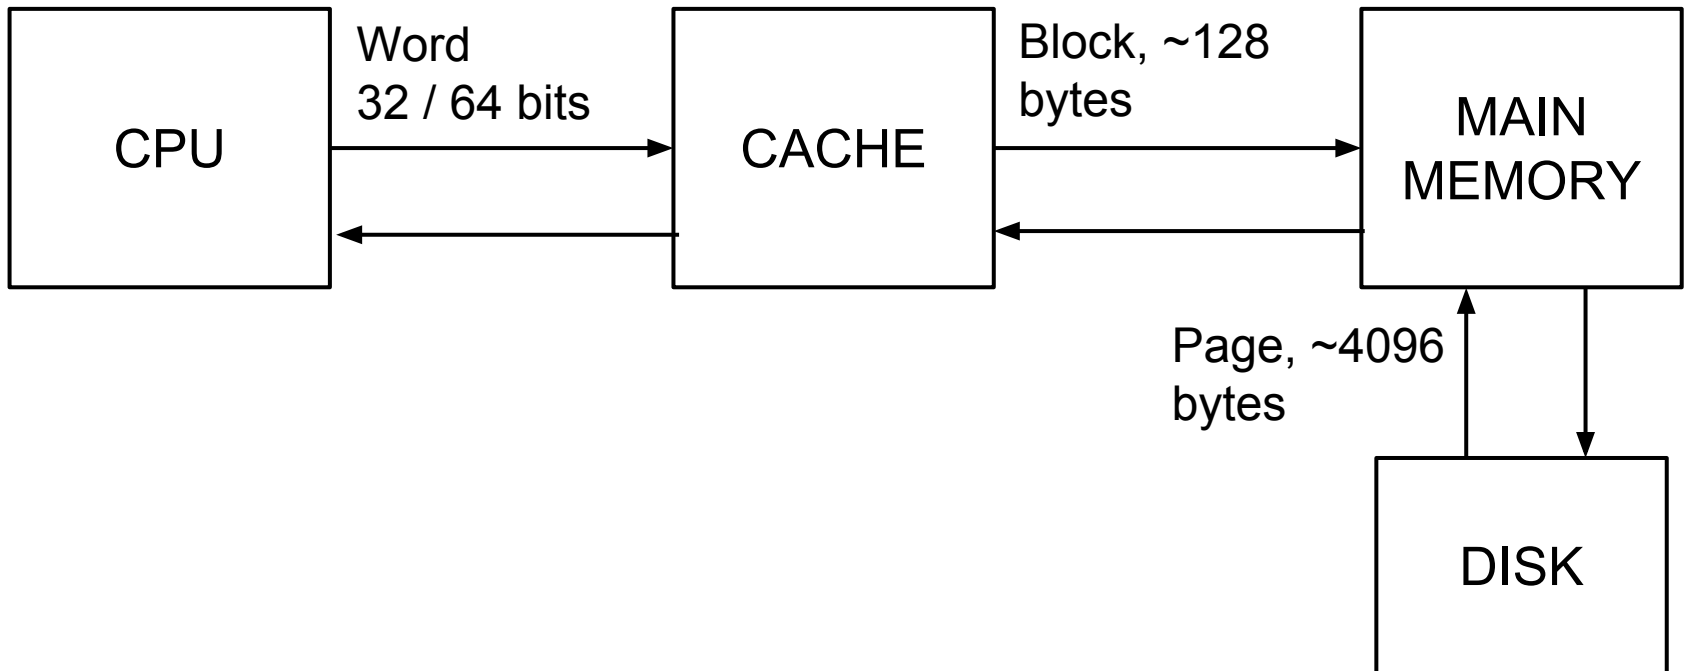 CPU
Word
32 / 64 bits
CACHE
Block, ~128
bytes
MAIN
MEMORY
Page, ~4096
bytes
DISK